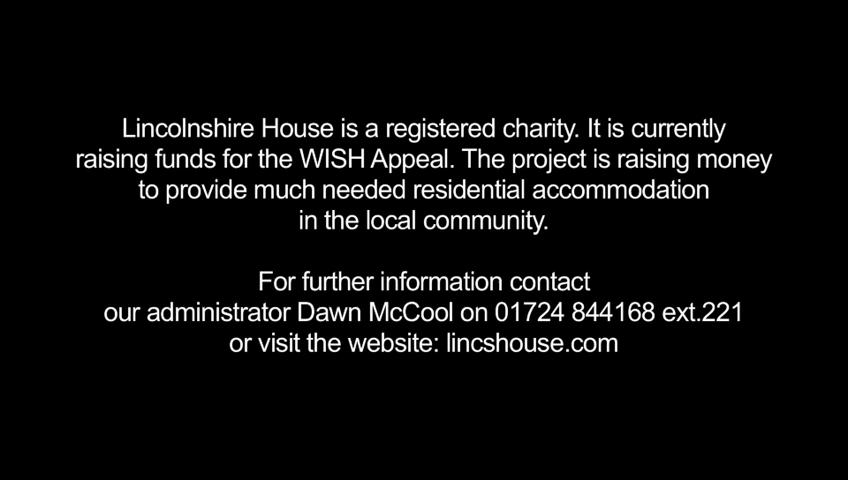 Lincolnshire House is a registered charity. It is currently
raising funds for the WISH Appeal. The project is raising money
to provide much needed residential accommodation
in the local community.
For further information contact
our administrator Dawn McCool on 01724 844168 ext.221
or visit the website: lincshouse.com